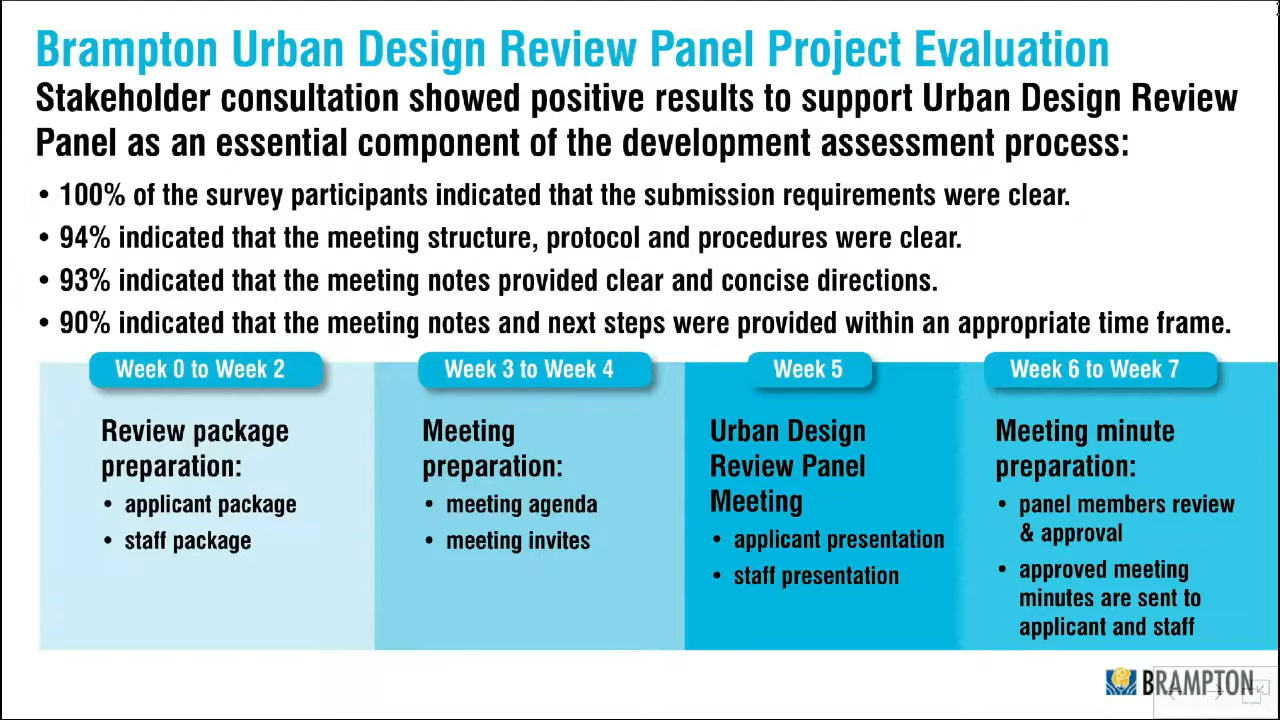 Brampton Urban Design Review Panel Project Evaluation
Stakeholder consultation showed positive results to support Urban Design Review
Panel as an essential component of the development assessment process:
• 100% of the survey participants indicated that the submission requirements were clear.
• 94% indicated that the meeting structure, protocol and procedures were clear.
• 93% indicated that the meeting notes provided clear and concise directions.
• 90% indicated that the meeting notes and next steps were provided within an appropriate time frame.
Week 0 to Week 2
Review package
preparation:
• applicant package
• staff package
Week 3 to Week 4
Meeting
preparation:
• meeting agenda
• meeting invites
Week 5
Urban Design
Review Panel
Meeting
• applicant presentation
• staff presentation
Week 6 to Week 7
Meeting minute
preparation:
• panel members review
& approval
• approved meeting
minutes are sent to
applicant and staff
BRAMPTON